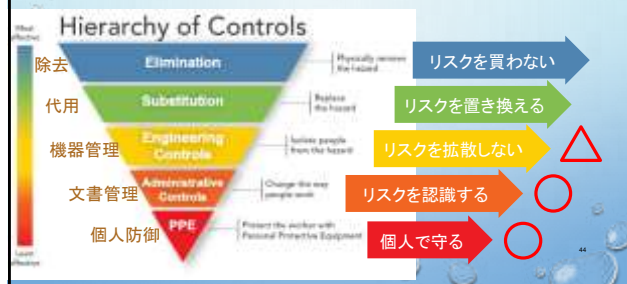 Hierarchy of Controls
Most
effective
除去
Elimination
Physically remove
the hazard
リスクを買わない
代用
Substitution
Replace
the hazard
リスクを置き換える
機器管理
Engineering
Controls
Isolate people
from the hazard
リスクを拡散しない
文書管理
Administrative
Controls
Change the way
people work
リスクを認識する
個人防御
PPE
Protect the worker with
Personal Protective Equipment
個人で守る
44
Least
effective